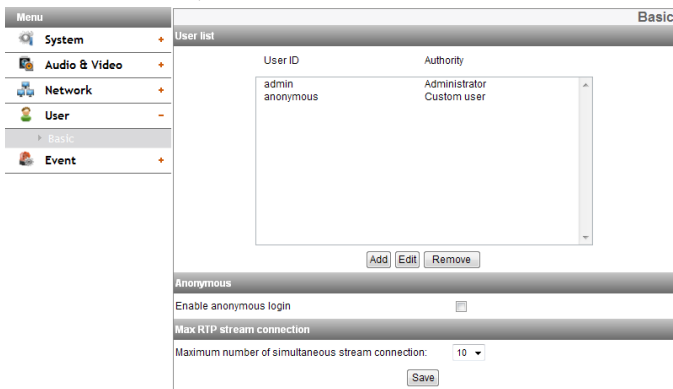 Menu
Basic
System +
User list
Audio & Video +
User ID Authority
Network +
admin Administrator
anonymous Custom user
User -
Basic
Event +
Add Edit Remove
Anonymous
Enable anonymous login
Max RTP stream connection
Maximum number of simultaneous stream connection: 10
Save